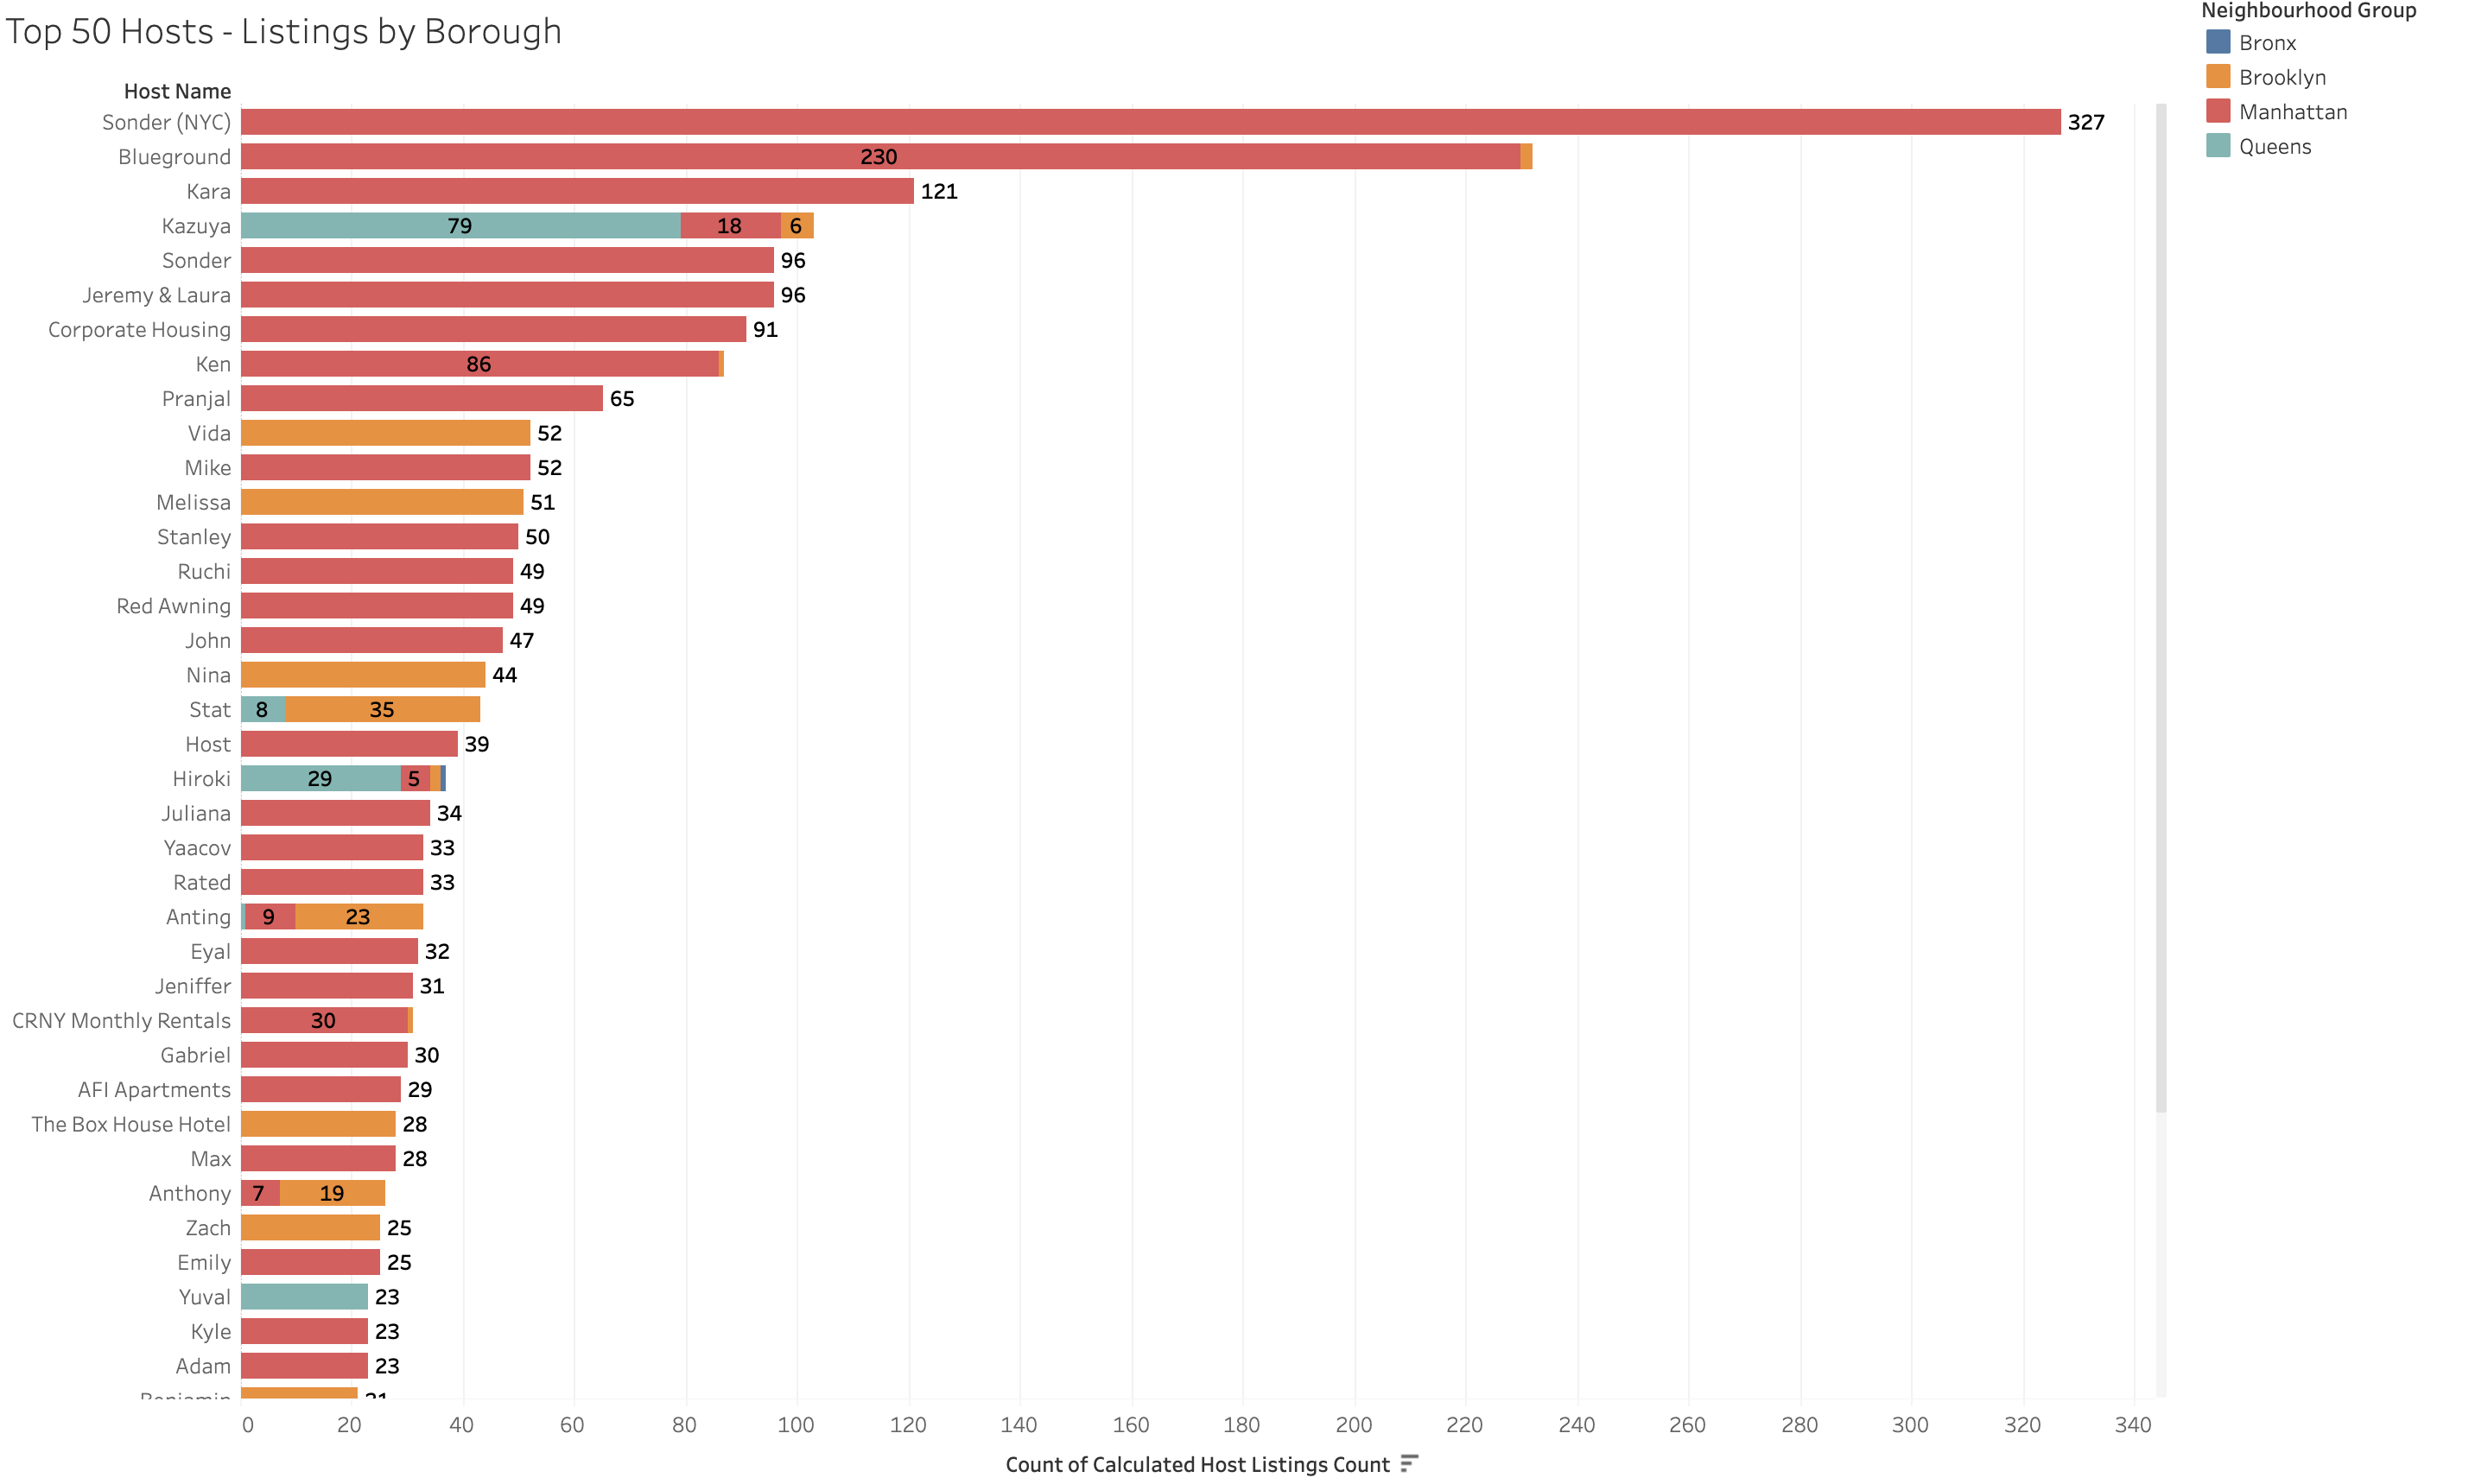 Top 50 Hosts - Listings by Borough
Neighbourhood Group
Bronx
Brooklyn
Manhattan
Queens
Host Name
Sonder (NYC) 327
Blueground 230
Kara 121
Kazuya 79 18 6
Sonder 96
Jeremy & Laura 96
Corporate Housing 91
Ken 86
Pranjal 65
Vida 52
Mike 52
Melissa 51
Stanley 50
Ruchi 49
Red Awning 49
John 47
Nina 44
Stat 8 35
Host 39
Hiroki 29 5
Juliana 34
Yaacov 33
Rated 33
Anting 9 23
Eyal 32
Jeniffer 31
CRNY Monthly Rentals 30
Gabriel 30
AFI Apartments 29
The Box House Hotel 28
Max 28
Anthony 7 19
Zach 25
Emily 25
Yuval 23
Kyle 23
Adam 23
Benjamin 21
0 20 40 60 80 100 120 140 160 180 200 220 240 260 280 300 320 340
Count of Calculated Host Listings Count